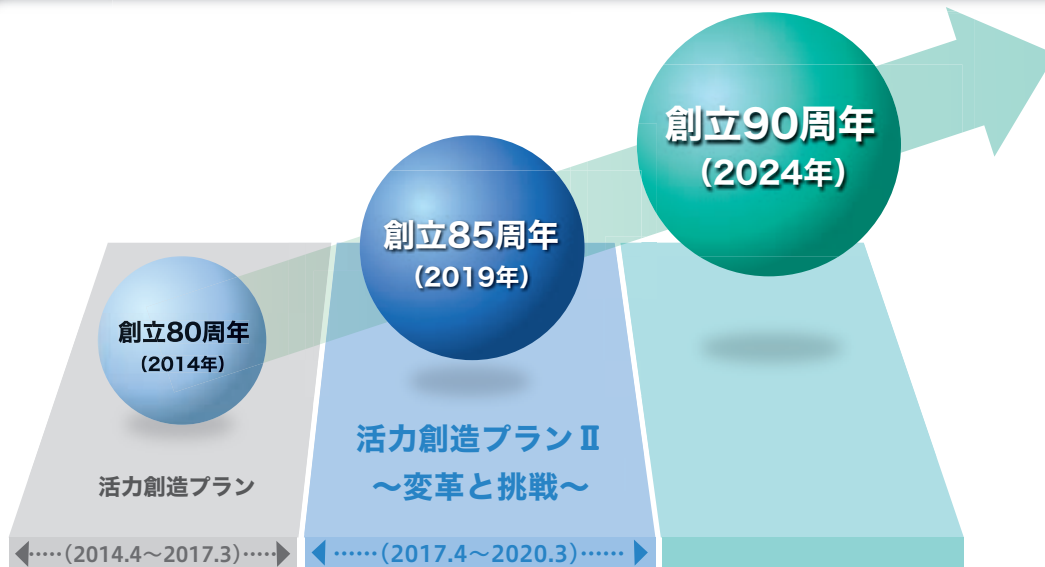 創立90周年
（2024年）
創立85周年
（2019年）
創立80周年
（2014年）
活力創造プランⅡ
〜変革と挑戦〜
活力創造プラン
（2014.4〜2017.3）
（2017.4〜2020.3）